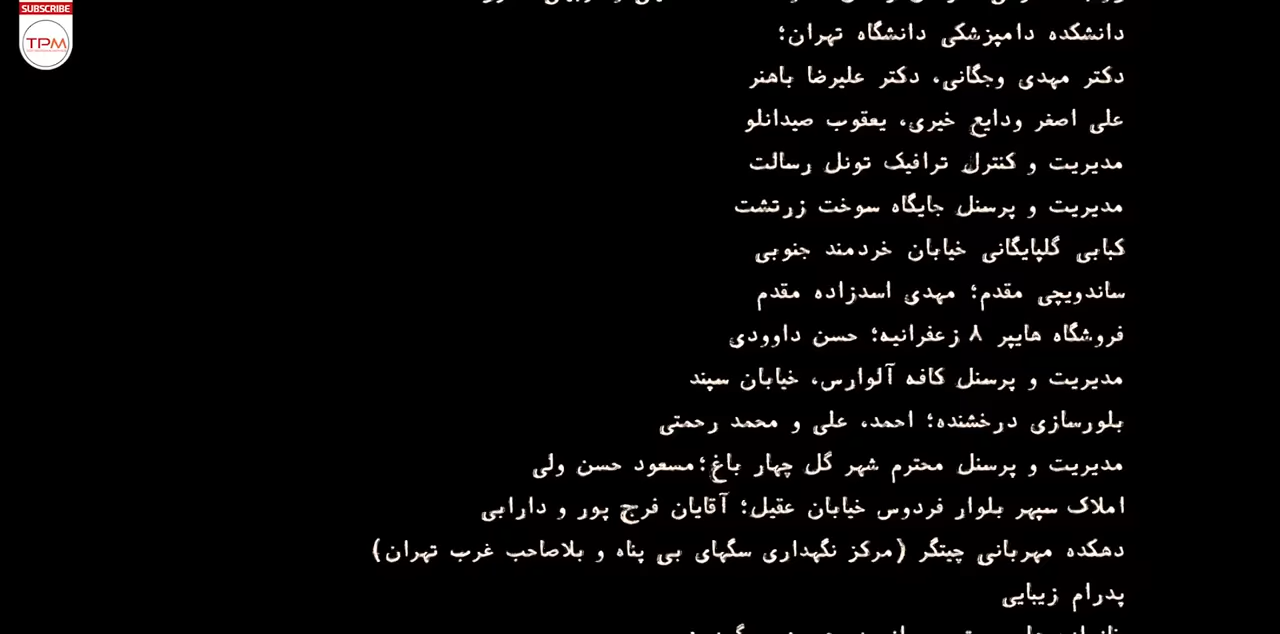 SUBSCRIBE
TPM
دانشکده دامپزشکی دانشگاه تهران؛
دکتر مهدی وجگانی، دکتر علیرضا باهنر
علی اصغر ودایع خیری، یعقوب صیدانلو
مدیریت و کنترل ترافیک تونل رسالت
مدیریت و پرسنل جایگاه سوخت زرتشت
کبابی گلپایگانی خیابان خردمند جنوبی
ساندویچی مقدم؛ مهدی اسدزاده مقدم
فروشگاه هایپر ۸ زعفرانیه؛ حسن داوودی
مدیریت و پرسنل کافه آلوارس، خیابان سپند
بلورسازی درخشنده؛ احمد، علی و محمد رحمتی
مدیریت و پرسنل محترم شهر گل چهار باغ؛مسعود حسن ولی
املاک سپهر بلوار فردوس خیابان عقیل؛ آقایان فرج پور و دارابی
دهکده مهربانی چیتگر (مرکز نگهداری سگهای بی پناه و بلاصاحب غرب تهران)
پدرام زیبایی